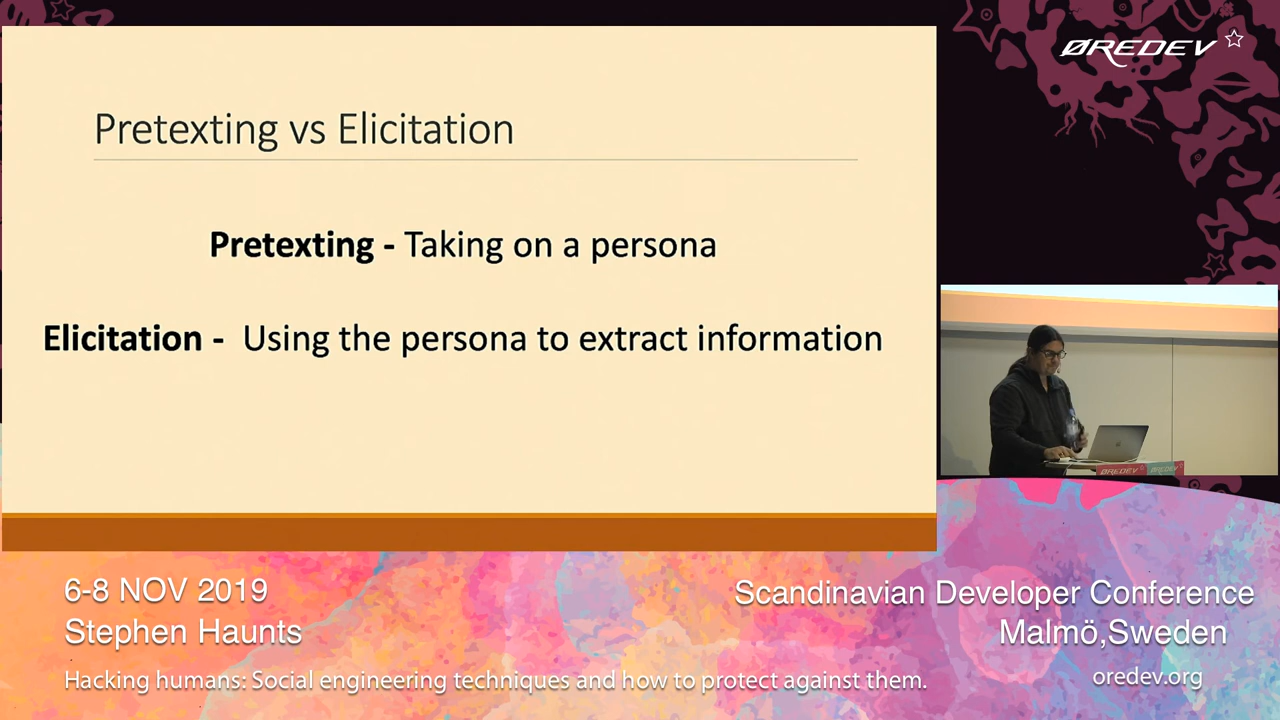 ØREDEV
Pretexting vs Elicitation
Pretexting - Taking on a persona
Elicitation - Using the persona to extract information
ØREDEV ØREDEV
6-8 NOV 2019
Stephen Haunts
Hacking humans: Social engineering techniques and how to protect against them.
Scandinavian Developer Conference
Malmö,Sweden
oredev.org